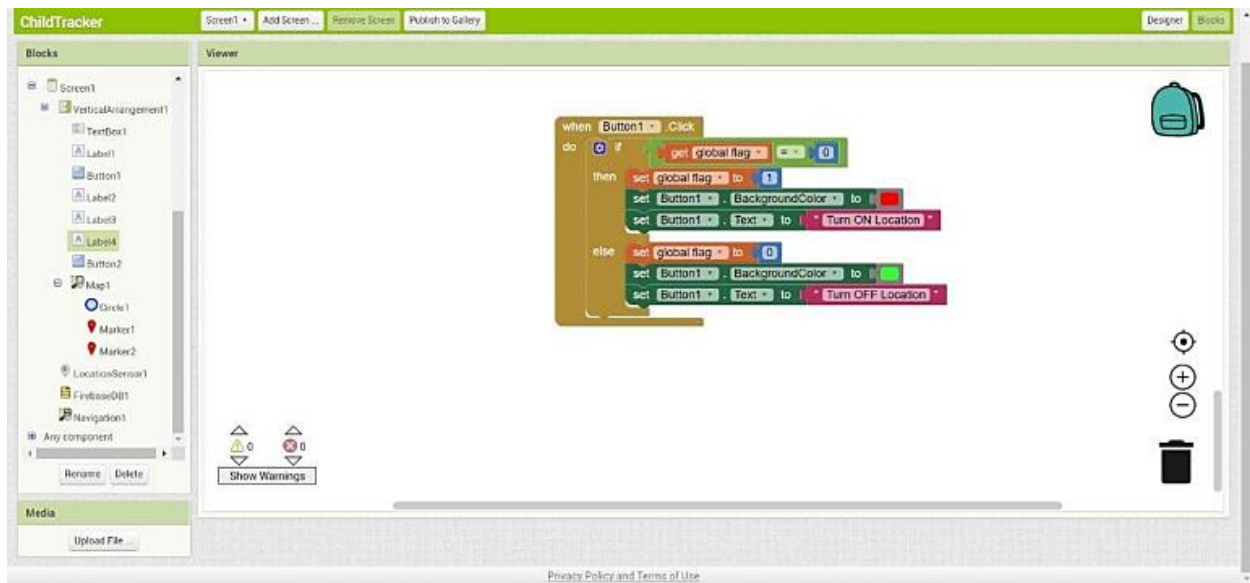 ChildTracker Screen1 Add Screen ... Remove Screen Publish to Gallery Designer Blocks
Blocks
Viewer
Screen1
VerticalArrangement1
TextBox1
Label1
Button1
Label2
Label3
Label4
Button2
Map1
Circle1
Marker1
Marker2
LocationSensor1
FirebaseDB1
Navigation1
Any component
Rename Delete
Media
Upload File ...
when Button1 .Click
do if get global flag = 0
then set global flag to 1
set Button1 . BackgroundColor to
set Button1 . Text to " Turn ON Location "
else set global flag to 0
set Button1 . BackgroundColor to
set Button1 . Text to " Turn OFF Location "
0 0
Show Warnings
Privacy Policy and Terms of Use